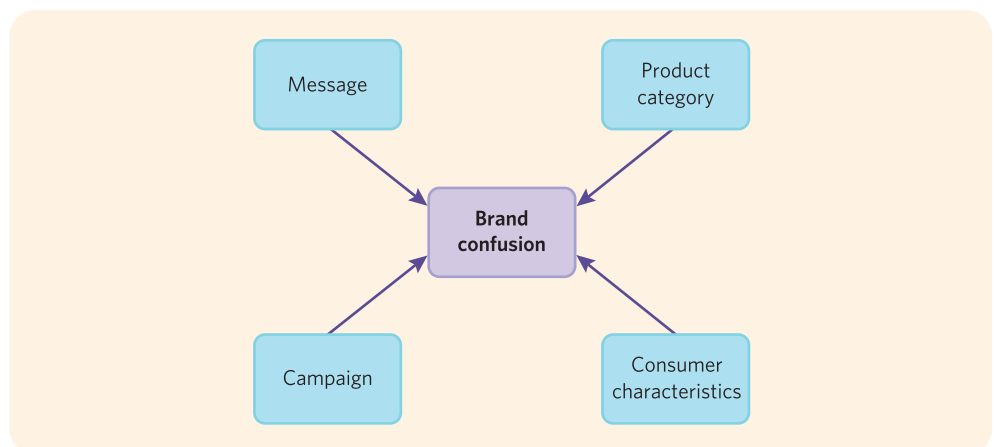 Message
Product
category
Brand
confusion
Campaign
Consumer
characteristics